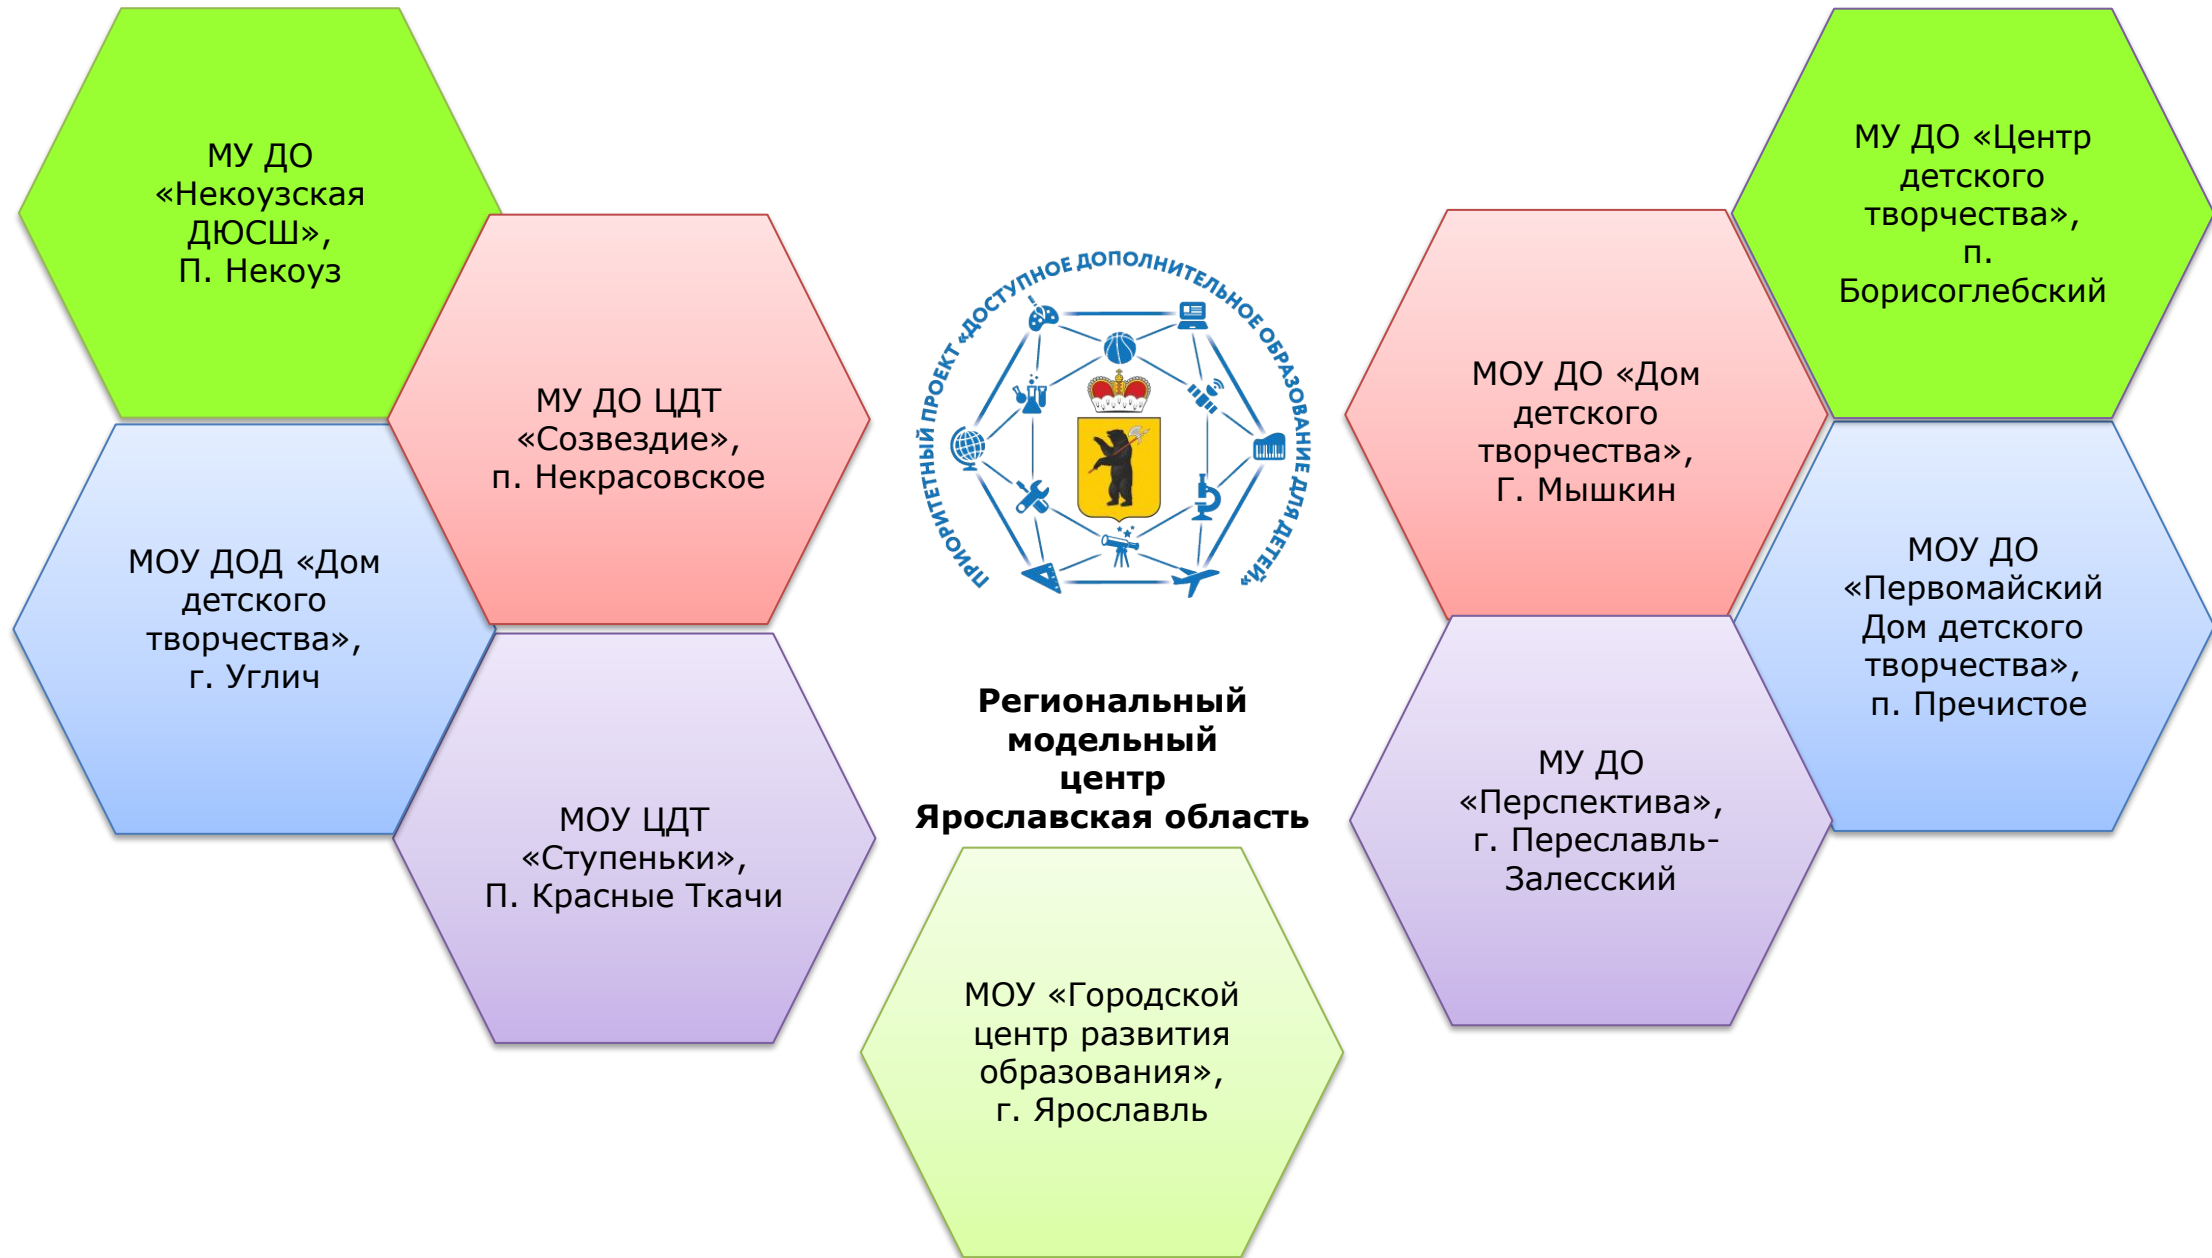 МУ ДО
«Некоузская
ДЮСШ»,
П. Некоуз
МУ ДО ЦДТ
«Созвездие»,
п. Некрасовское
МОУ ДОД «Дом
детского
творчества»,
г. Углич
МОУ ЦДТ
«Ступеньки»,
П. Красные Ткачи
ПРИОРИТЕТНЫЙ ПРОЕКТ «ДОСТУПНОЕ ДОПОЛНИТЕЛЬНОЕ ОБРАЗОВАНИЕ ДЛЯ ДЕТЕЙ»
Региональный
модельный
центр
Ярославская область
МОУ «Городской
центр развития
образования»,
г. Ярославль
МУ ДО «Центр
детского
творчества»,
п.
Борисоглебский
МОУ ДО «Дом
детского
творчества»,
Г. Мышкин
МОУ ДО
«Первомайский
Дом детского
творчества»,
п. Пречистое
МУ ДО
«Перспектива»,
г. Переславль-
Залесский